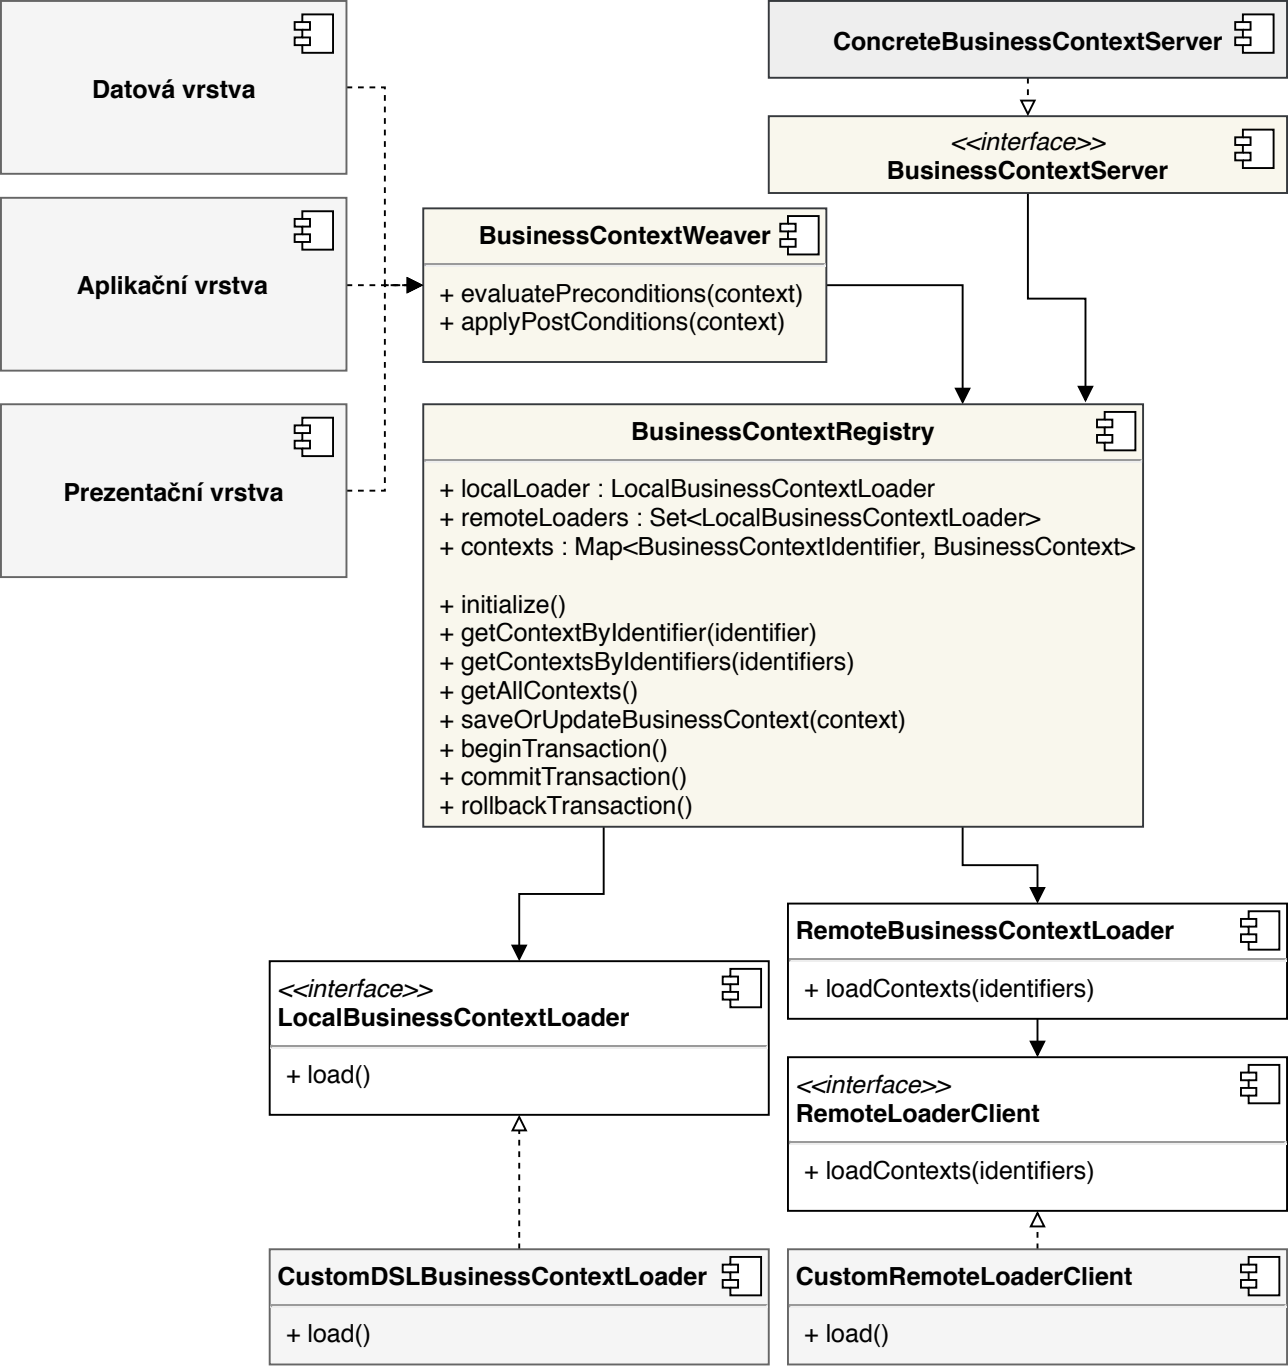 Datová vrstva
Aplikační vrstva
Prezentační vrstva
ConcreteBusinessContextServer
<<interface>>
BusinessContextServer
BusinessContextWeaver
+ evaluatePreconditions(context)
+ applyPostConditions(context)
BusinessContextRegistry
+ localLoader : LocalBusinessContextLoader
+ remoteLoaders : Set<LocalBusinessContextLoader>
+ contexts : Map<BusinessContextIdentifier, BusinessContext>
+ initialize()
+ getContextByIdentifier(identifier)
+ getContextsByIdentifiers(identifiers)
+ getAllContexts()
+ saveOrUpdateBusinessContext(context)
+ beginTransaction()
+ commitTransaction()
+ rollbackTransaction()
<<interface>>
LocalBusinessContextLoader
+ load()
RemoteBusinessContextLoader
+ loadContexts(identifiers)
<<interface>>
RemoteLoaderClient
+ loadContexts(identifiers)
CustomDSLBusinessContextLoader
+ load()
CustomRemoteLoaderClient
+ load()